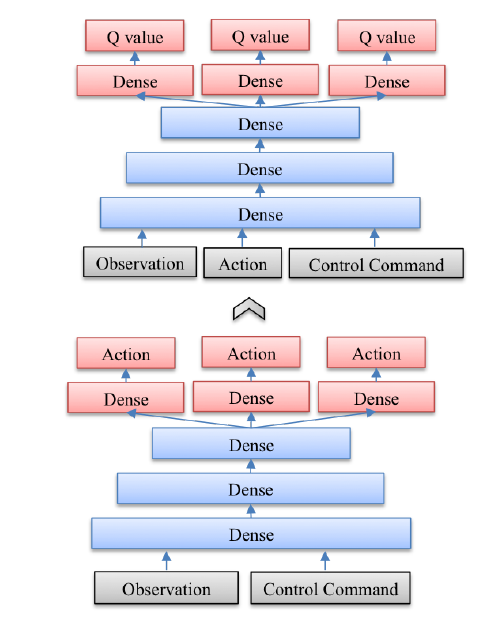 Q value Q value Q value
Dense Dense Dense
Dense
Dense
Dense
Observation Action Control Command
Action Action Action
Dense Dense Dense
Dense
Dense
Dense
Observation Control Command